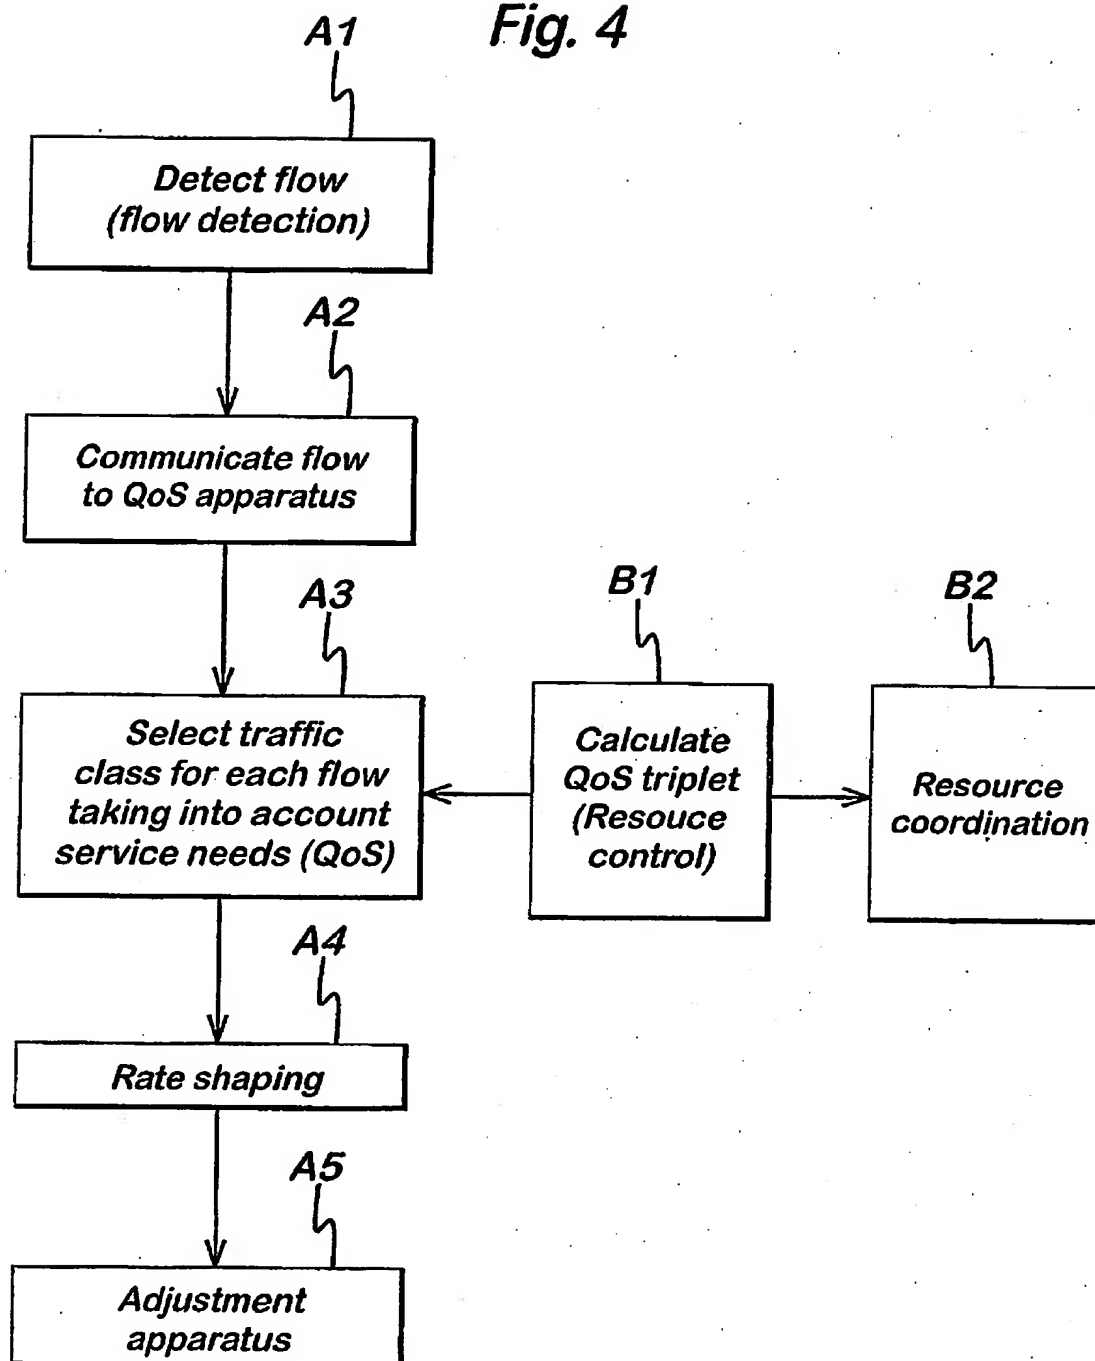 Fig. 4
A1
Detect flow
(flow detection)
A2
Communicate flow
to QoS apparatus
A3
Select traffic
class for each flow
taking into account
service needs (QoS)
B1
Calculate
QoS triplet
(Resouce
control)
B2
Resource
coordination
A4
Rate shaping
A5
Adjustment
apparatus